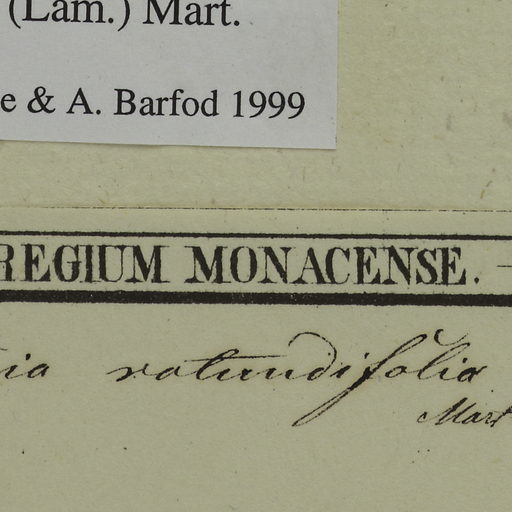 (Lam.) Mart.
e & A. Barfod 1999
REGIUM MONACENSE. –
ia rotundifolia
Mart